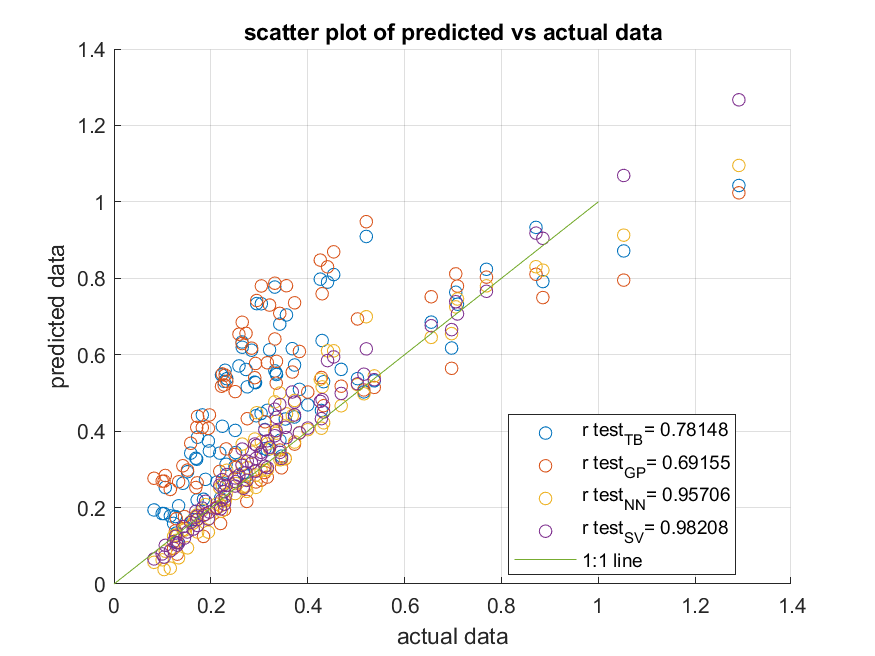 scatter plot of predicted vs actual data
1.4
1.2
1
0.8
0.6
0.4
0.2
0
predicted data
r test_TB= 0.78148
r test_GP= 0.69155
r test_NN= 0.95706
r test_SV= 0.98208
1:1 line
0 0.2 0.4 0.6 0.8 1 1.2 1.4
actual data